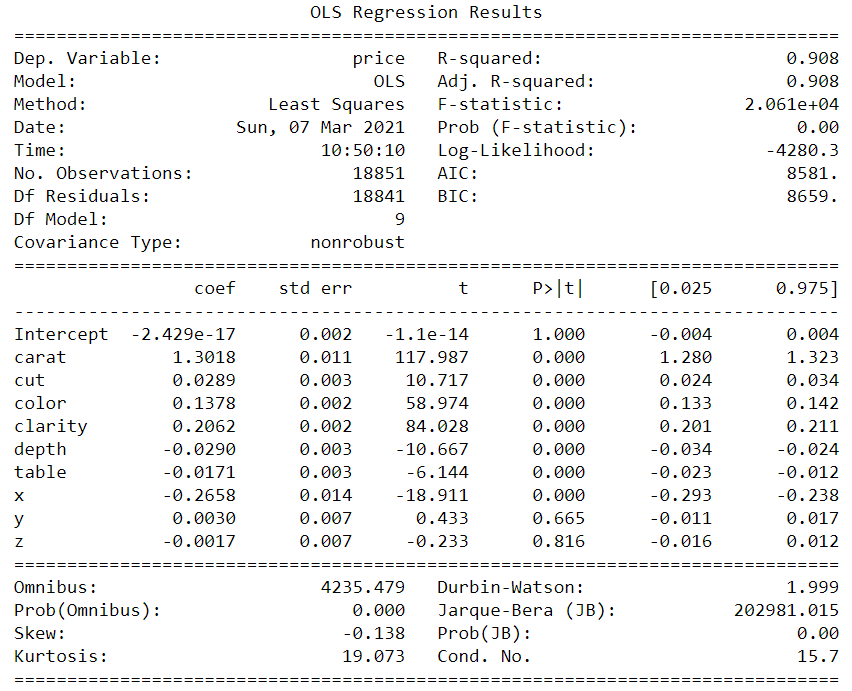 OLS Regression Results
==============================================================================
Dep. Variable:                  price   R-squared:                       0.908
Model:                            OLS   Adj. R-squared:                  0.908
Method:                 Least Squares   F-statistic:                 2.061e+04
Date:                Sun, 07 Mar 2021   Prob (F-statistic):               0.00
Time:                        10:50:10   Log-Likelihood:                -4280.3
No. Observations:               18851   AIC:                             8581.
Df Residuals:                   18841   BIC:                             8659.
Df Model:                           9
Covariance Type:            nonrobust
==============================================================================
                 coef    std err          t      P>|t|      [0.025      0.975]
------------------------------------------------------------------------------
Intercept  -2.429e-17      0.002   -1.1e-14      1.000      -0.004       0.004
carat          1.3018      0.011    117.987      0.000       1.280       1.323
cut            0.0289      0.003     10.717      0.000       0.024       0.034
color          0.1378      0.002     58.974      0.000       0.133       0.142
clarity        0.2062      0.002     84.028      0.000       0.201       0.211
depth         -0.0290      0.003    -10.667      0.000      -0.034      -0.024
table         -0.0171      0.003     -6.144      0.000      -0.023      -0.012
x             -0.2658      0.014    -18.911      0.000      -0.293      -0.238
y              0.0030      0.007      0.433      0.665      -0.011       0.017
z             -0.0017      0.007     -0.233      0.816      -0.016       0.012
==============================================================================
Omnibus:                     4235.479   Durbin-Watson:                   1.999
Prob(Omnibus):                  0.000   Jarque-Bera (JB):           202981.015
Skew:                          -0.138   Prob(JB):                         0.00
Kurtosis:                      19.073   Cond. No.                         15.7
==============================================================================